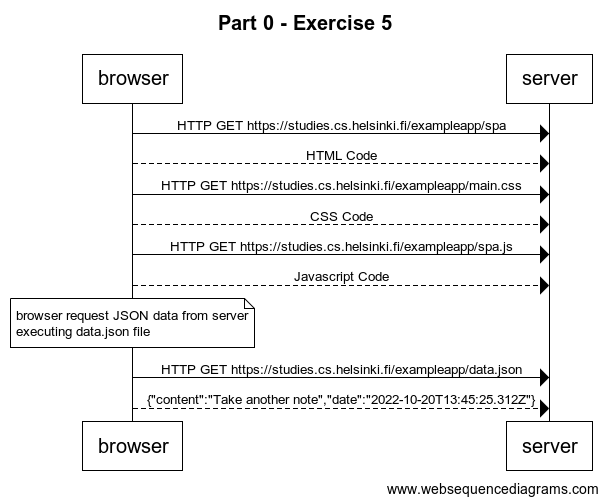 Part 0 - Exercise 5
browser server
HTTP GET https://studies.cs.helsinki.fi/exampleapp/spa
HTML Code
HTTP GET https://studies.cs.helsinki.fi/exampleapp/main.css
CSS Code
HTTP GET https://studies.cs.helsinki.fi/exampleapp/spa.js
Javascript Code
browser request JSON data from server
executing data.json file
HTTP GET https://studies.cs.helsinki.fi/exampleapp/data.json
{"content":"Take another note","date":"2022-10-20T13:45:25.312Z"}
browser server
www.websequencediagrams.com